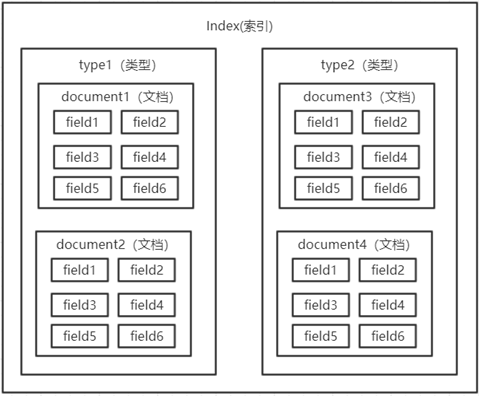 Index(索引)
type1（类型）
document1（文档）
field1 field2
field3 field4
field5 field6
document2（文档）
field1 field2
field3 field4
field5 field6
type2（类型）
document3（文档）
field1 field2
field3 field4
field5 field6
document4（文档）
field1 field2
field3 field4
field5 field6